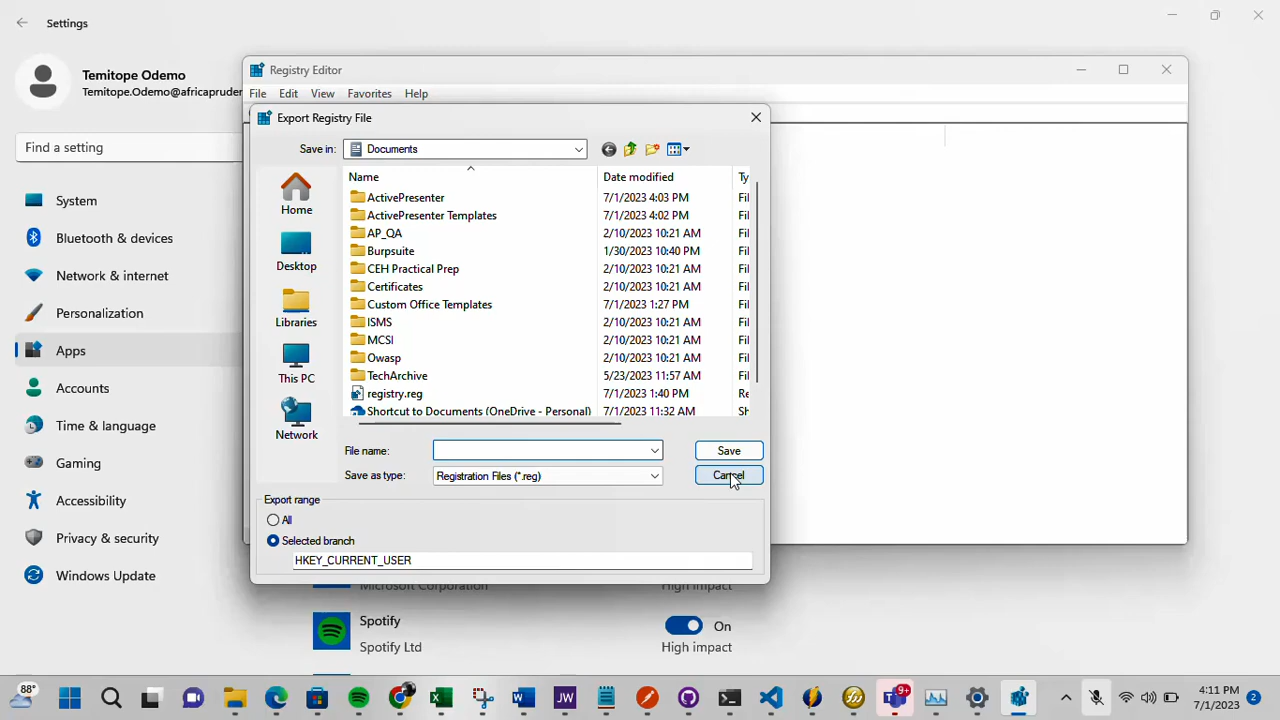 Settings
Temitope Odemo
Temitope.Odemo@africapruder
Find a setting
System
Bluetooth & devices
Network & internet
Personalization
Apps
Accounts
Time & language
Gaming
Accessibility
Privacy & security
Windows Update
Registry Editor
File Edit View Favorites Help
Export Registry File
Save in: Documents
Home
Desktop
Libraries
This PC
Network
Name Date modified Ty
ActivePresenter 7/1/2023 4:03 PM Fil
ActivePresenter Templates 7/1/2023 4:02 PM Fil
AP_QA 2/10/2023 10:21 AM Fil
Burpsuite 1/30/2023 10:40 PM Fil
CEH Practical Prep 2/10/2023 10:21 AM Fil
Certificates 2/10/2023 10:21 AM Fil
Custom Office Templates 7/1/2023 1:27 PM Fil
ISMS 2/10/2023 10:21 AM Fil
MCSI 2/10/2023 10:21 AM Fil
Owasp 2/10/2023 10:21 AM Fil
TechArchive 5/23/2023 11:57 AM Fil
registry.reg 7/1/2023 1:40 PM Re
Shortcut to Documents (OneDrive - Personal) 7/1/2023 11:32 AM Sh
File name: Save
Save as type: Registration Files (*.reg) Cancel
Export range
All
Selected branch
HKEY_CURRENT_USER
Microsoft Corporation High impact
Spotify On
Spotify Ltd High impact
88°
JW
9+
4:11 PM
7/1/2023
2